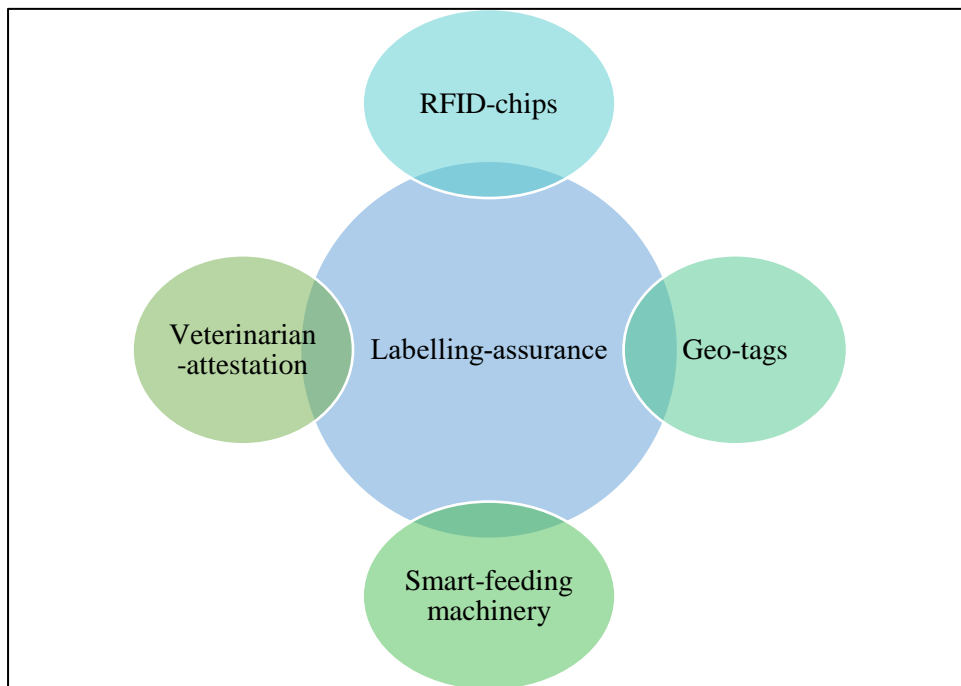 RFID-chips
Veterinarian
-attestation
Labelling-assurance
Geo-tags
Smart-feeding
machinery